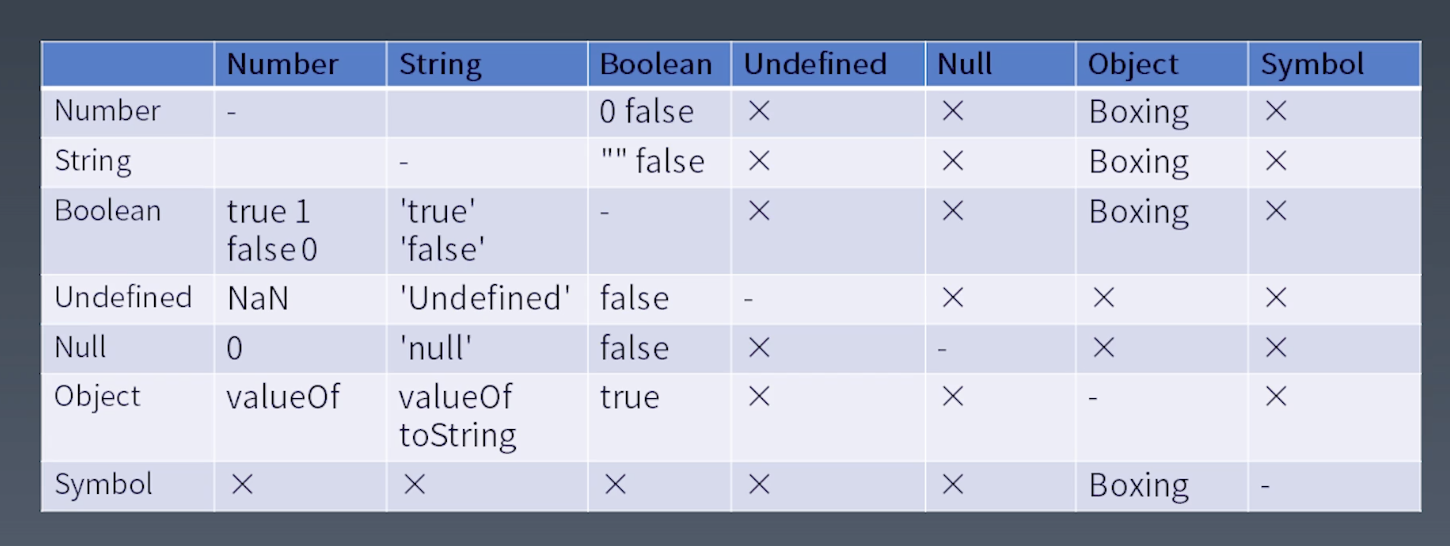 Number String Boolean Undefined Null Object Symbol
Number - 0 false × × Boxing ×
String - "" false × × Boxing ×
Boolean true 1 'true' - × × Boxing ×
false 0 'false'
Undefined NaN 'Undefined' false - × × ×
Null 0 'null' false × - × ×
Object valueOf valueOf true × × - ×
toString
Symbol × × × × × Boxing -